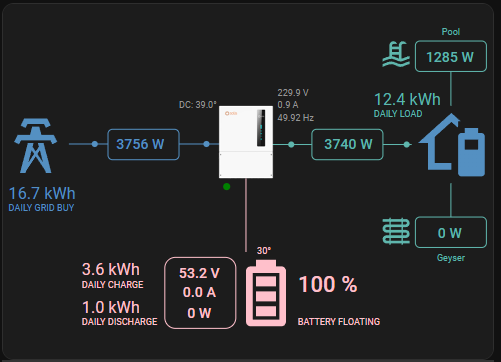 Pool
1285 W
229.9 V
0.9 A
49.92 Hz
DC: 39.0°
12.4 kWh
DAILY LOAD
3756 W
3740 W
16.7 kWh
DAILY GRID BUY
0 W
Geyser
30°
3.6 kWh
DAILY CHARGE
1.0 kWh
DAILY DISCHARGE
53.2 V
0.0 A
0 W
100 %
BATTERY FLOATING